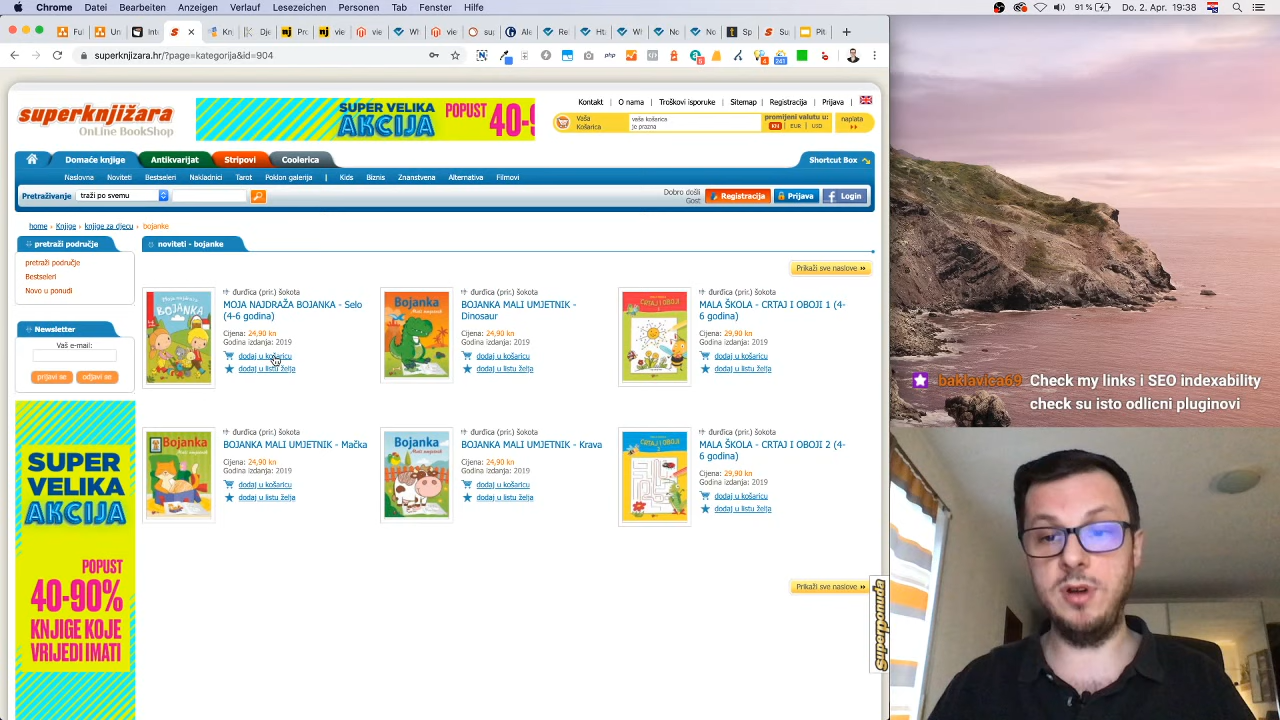 Chrome Datei Bearbeiten Anzeigen Verlauf Lesezeichen Personen Tab Fenster Hilfe
91 % Do. 2. Apr. 19:38
superknjizara.hr/?page=kategorija&id=904
superknjižara
OnLine BookShop
SUPER VELIKA
AKCIJA
POPUST
40-9
Kontakt | O nama | Troškovi isporuke | Sitemap | Registracija | Prijava |
Vaša
Košarica
vaša košarica
je prazna
promijeni valutu u:
KN | EUR | USD
naplata
Domaće knjige
Antikvarijat
Stripovi
Coolerica
Shortcut Box
Naslovna Noviteti Bestseleri Nakladnici Tarot Poklon galerija | Kids Biznis Znanstvena Alternativa Filmovi
Pretraživanje traži po svemu
Dobro došli
Gost
Registracija
Prijava
Login
home › Knjige › knjige za djecu › bojanke
pretraži područje
pretraži područje
Bestseleri
Novo u ponudi
Newsletter
Vaš e-mail:
prijavi se
odjavi se
SUPER
VELIKA
AKCIJA
POPUST
40-90%
KNJIGE KOJE
VRIJEDI IMATI
noviteti - bojanke
Prikaži sve naslove
đurđica (prir.) šokota
MOJA NAJDRAŽA BOJANKA - Selo
(4-6 godina)
Cijena: 24,90 kn
Godina izdanja: 2019
dodaj u košaricu
dodaj u listu želja
đurđica (prir.) šokota
BOJANKA MALI UMJETNIK -
Dinosaur
Cijena: 24,90 kn
Godina izdanja: 2019
dodaj u košaricu
dodaj u listu želja
đurđica (prir.) šokota
MALA ŠKOLA - CRTAJ I OBOJI 1 (4-
6 godina)
Cijena: 29,90 kn
Godina izdanja: 2019
dodaj u košaricu
dodaj u listu želja
đurđica (prir.) šokota
BOJANKA MALI UMJETNIK - Mačka
Cijena: 24,90 kn
Godina izdanja: 2019
dodaj u košaricu
dodaj u listu želja
đurđica (prir.) šokota
BOJANKA MALI UMJETNIK - Krava
Cijena: 24,90 kn
Godina izdanja: 2019
dodaj u košaricu
dodaj u listu želja
đurđica (prir.) šokota
MALA ŠKOLA - CRTAJ I OBOJI 2 (4-
6 godina)
Cijena: 29,90 kn
Godina izdanja: 2019
dodaj u košaricu
dodaj u listu želja
Prikaži sve naslove
Superponuda
baklavica69 Check my links i SEO indexability
check su isto odlicni pluginovi